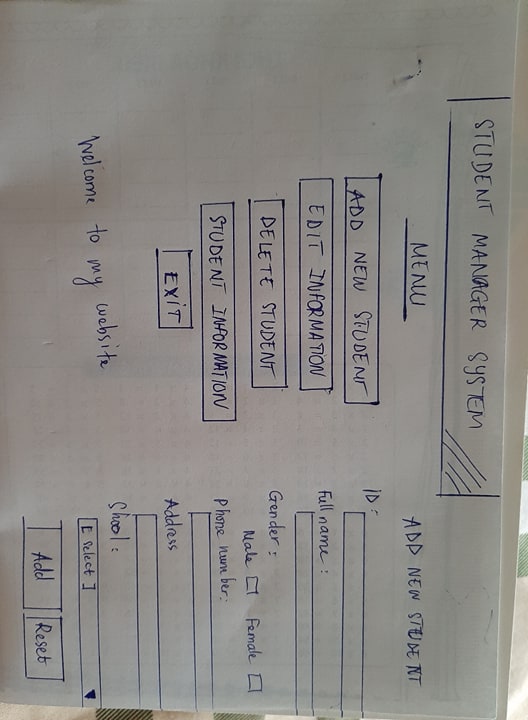 STUDENT MANAGER SYSTEM
MENU
ADD NEW STUDENT
EDIT INFORMATION
DELETE STUDENT
STUDENT INFORMATION
EXIT
Welcome to my website
ADD NEW STUDENT
ID:
Full name:
Gender:
Male Female
Phone number:
Address
Shool:
[ Select ]
Add Reset